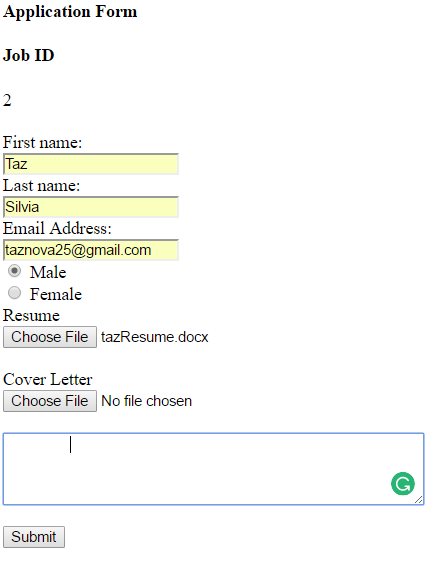 Application Form
Job ID
2
First name:
Taz
Last name:
Silvia
Email Address:
taznova25@gmail.com
Male
Female
Resume
Choose File tazResume.docx
Cover Letter
Choose File No file chosen
Submit